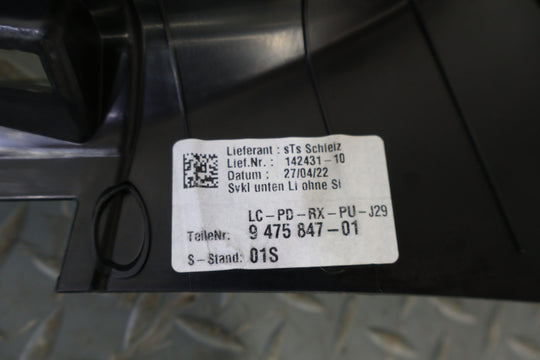 Lieferant : sTs Schleiz
Lief.Nr. : 142431-10
Datum : 27/04/22
Svkl unten Li ohne Si
LC-PD-RX-PU-J29
TeileNr: 9 475 847-01
S-Stand: 01S